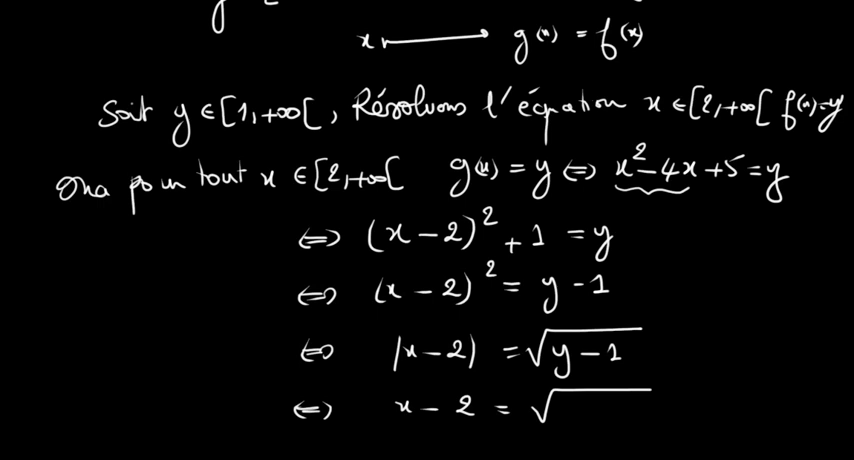 x ⟼ g(x) = f(x)
Soit y ∈ [1,+∞[ , Résolvons l'équation x ∈ [2,+∞[ f(x)=y
On a pour tout x ∈ [2,+∞[ g(x) = y ⇔ x² - 4x + 5 = y
⇔ (x - 2)² + 1 = y
⇔ (x - 2)² = y - 1
⇔ |x - 2| = √(y - 1)
⇔ x - 2 = √